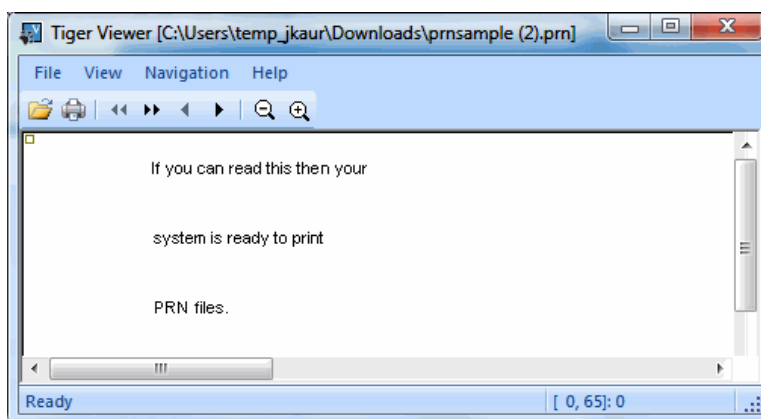 Tiger Viewer [C:\Users\temp_jkaur\Downloads\prnsample (2).prn]
File View Navigation Help
If you can read this then your
system is ready to print
PRN files.
Ready [ 0, 65]: 0